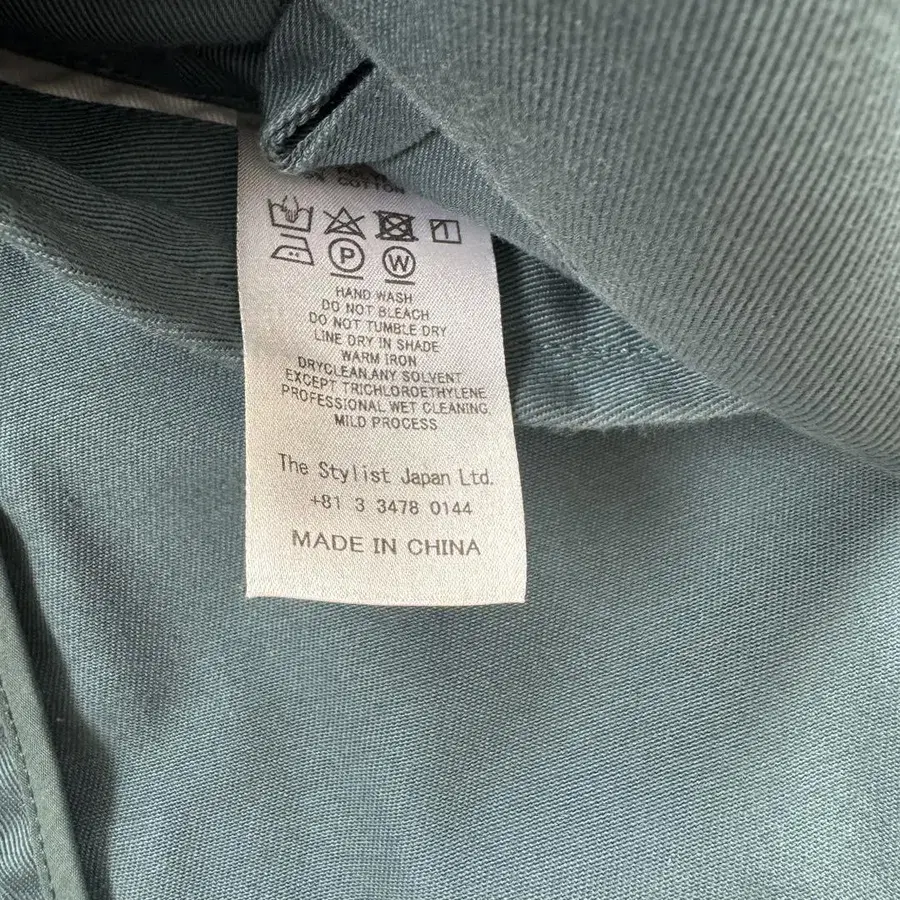 COTTON
P W
HAND WASH
DO NOT BLEACH
DO NOT TUMBLE DRY
LINE DRY IN SHADE
WARM IRON
DRYCLEAN,ANY SOLVENT
EXCEPT TRICHLOROETHYLENE
PROFESSIONAL WET CLEANING,
MILD PROCESS
The Stylist Japan Ltd.
+81 3 3478 0144
MADE IN CHINA